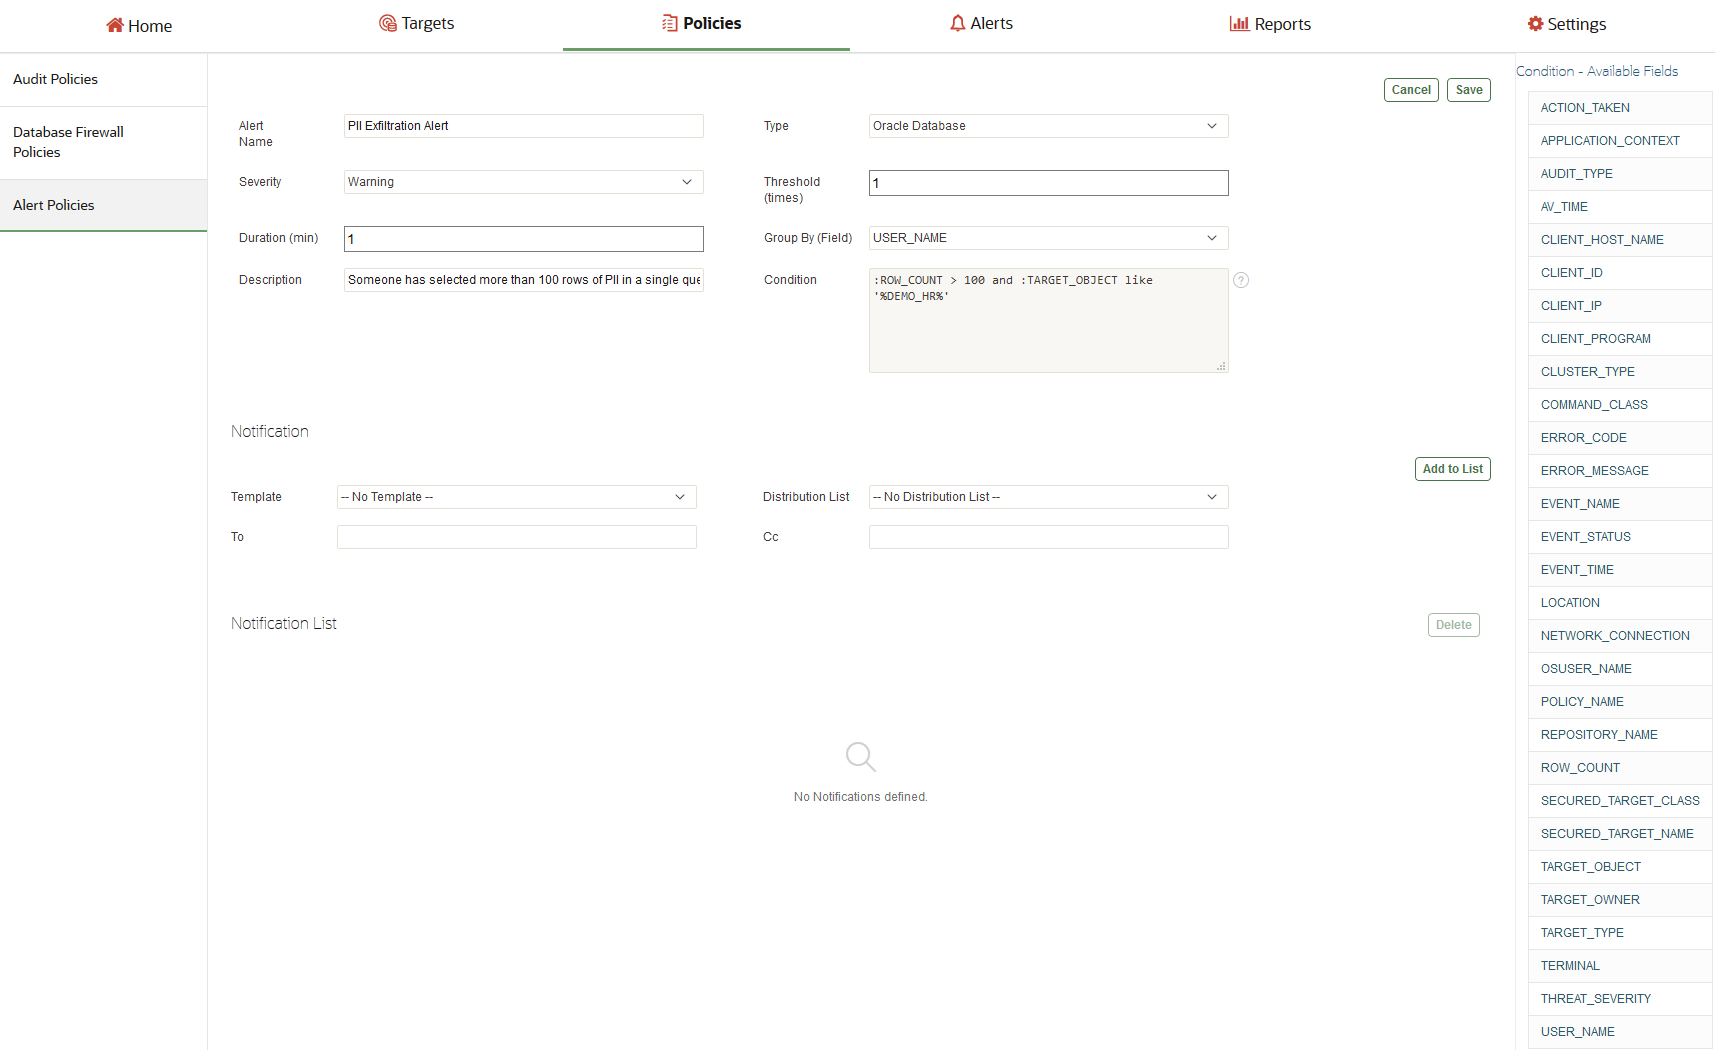 Home
Targets
Policies
Alerts
Reports
Settings
Audit Policies
Database Firewall
Policies
Alert Policies
Cancel
Save
Alert
Name
PII Exfiltration Alert
Type
Oracle Database
Severity
Warning
Threshold
(times)
1
Duration (min)
1
Group By (Field)
USER_NAME
Description
Someone has selected more than 100 rows of PII in a single que
Condition
:ROW_COUNT > 100 and :TARGET_OBJECT like
'%DEMO_HR%'
?
Notification
Add to List
Template
-- No Template --
Distribution List
-- No Distribution List --
To
Cc
Notification List
Delete
No Notifications defined.
Condition - Available Fields
ACTION_TAKEN
APPLICATION_CONTEXT
AUDIT_TYPE
AV_TIME
CLIENT_HOST_NAME
CLIENT_ID
CLIENT_IP
CLIENT_PROGRAM
CLUSTER_TYPE
COMMAND_CLASS
ERROR_CODE
ERROR_MESSAGE
EVENT_NAME
EVENT_STATUS
EVENT_TIME
LOCATION
NETWORK_CONNECTION
OSUSER_NAME
POLICY_NAME
REPOSITORY_NAME
ROW_COUNT
SECURED_TARGET_CLASS
SECURED_TARGET_NAME
TARGET_OBJECT
TARGET_OWNER
TARGET_TYPE
TERMINAL
THREAT_SEVERITY
USER_NAME